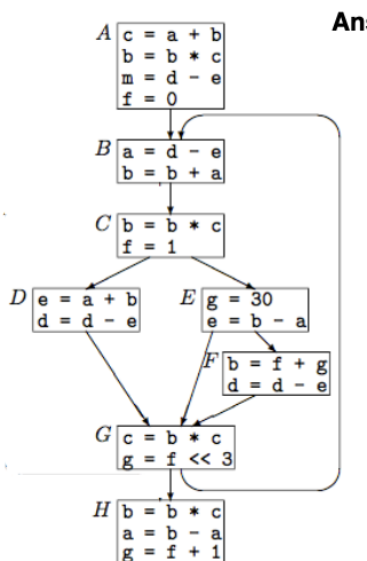 Ans
A
c = a + b
b = b * c
m = d - e
f = 0
B
a = d - e
b = b + a
C
b = b * c
f = 1
D
e = a + b
d = d - e
E
g = 30
e = b - a
F
b = f + g
d = d - e
G
c = b * c
g = f << 3
H
b = b * c
a = b - a
g = f + 1